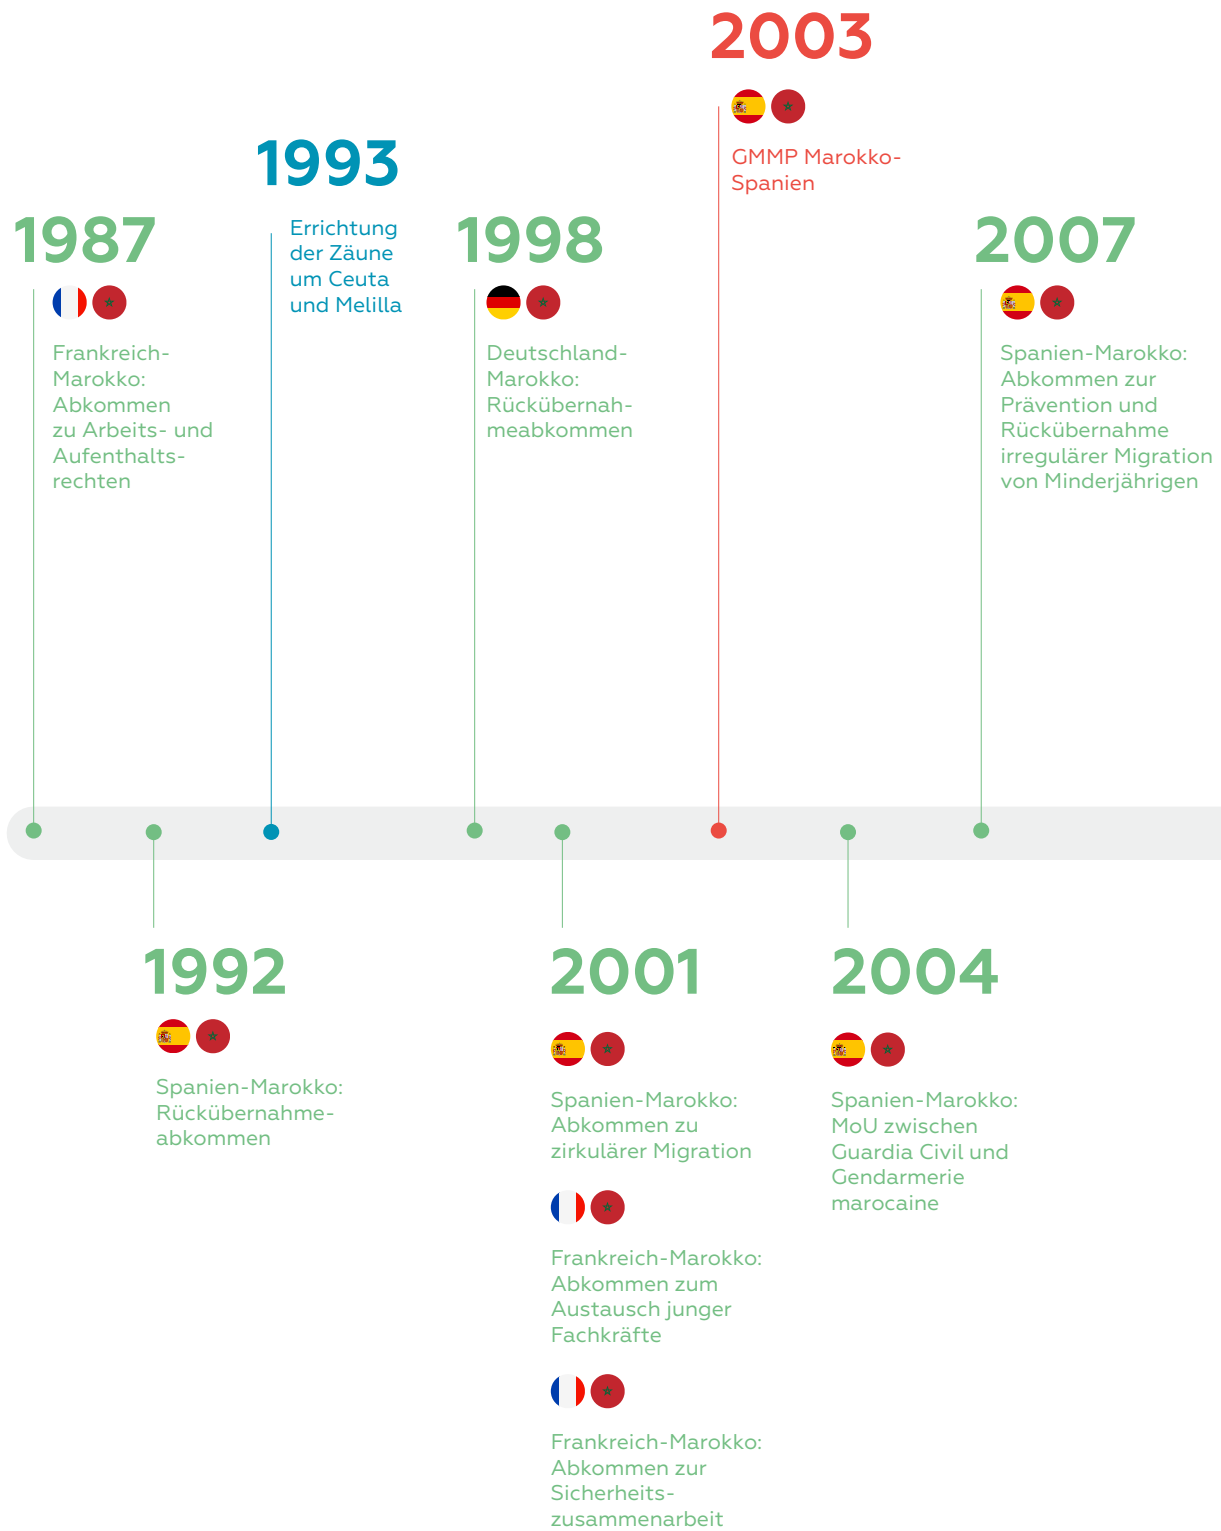 1987
Frankreich-
Marokko:
Abkommen
zu Arbeits- und
Aufenthalts-
rechten
1992
Spanien-Marokko:
Rückübernahme-
abkommen
1993
Errichtung
der Zäune
um Ceuta
und Melilla
1998
Deutschland-
Marokko:
Rückübernah-
meabkommen
2001
Spanien-Marokko:
Abkommen zu
zirkulärer Migration
Frankreich-Marokko:
Abkommen zum
Austausch junger
Fachkräfte
Frankreich-Marokko:
Abkommen zur
Sicherheits-
zusammenarbeit
2003
GMMP Marokko-
Spanien
2004
Spanien-Marokko:
MoU zwischen
Guardia Civil und
Gendarmerie
marocaine
2007
Spanien-Marokko:
Abkommen zur
Prävention und
Rückübernahme
irregulärer Migration
von Minderjährigen